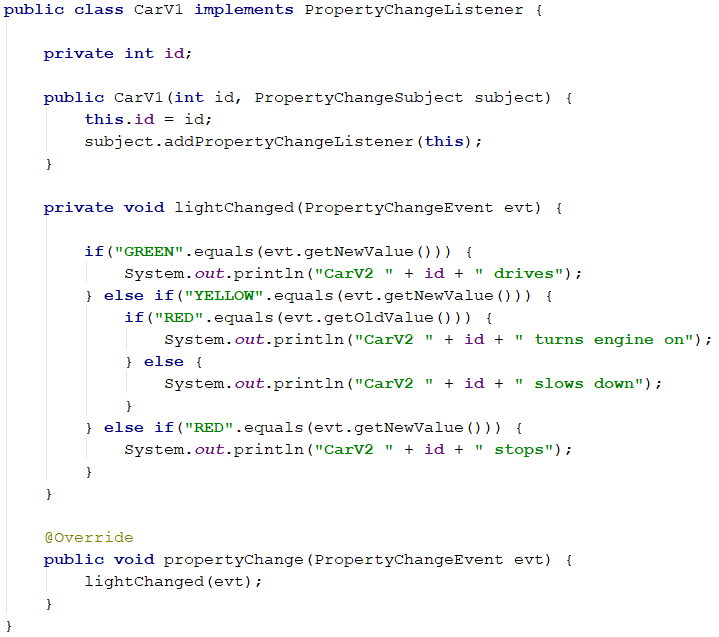 public class CarV1 implements PropertyChangeListener {
private int id;
public CarV1(int id, PropertyChangeSubject subject) {
this.id = id;
subject.addPropertyChangeListener(this);
}
private void lightChanged(PropertyChangeEvent evt) {
if("GREEN".equals(evt.getNewValue())) {
System.out.println("CarV2 " + id + " drives");
} else if("YELLOW".equals(evt.getNewValue())) {
if("RED".equals(evt.getOldValue())) {
System.out.println("CarV2 " + id + " turns engine on");
} else {
System.out.println("CarV2 " + id + " slows down");
}
} else if("RED".equals(evt.getNewValue())) {
System.out.println("CarV2 " + id + " stops");
}
}
@Override
public void propertyChange(PropertyChangeEvent evt) {
lightChanged(evt);
}
}